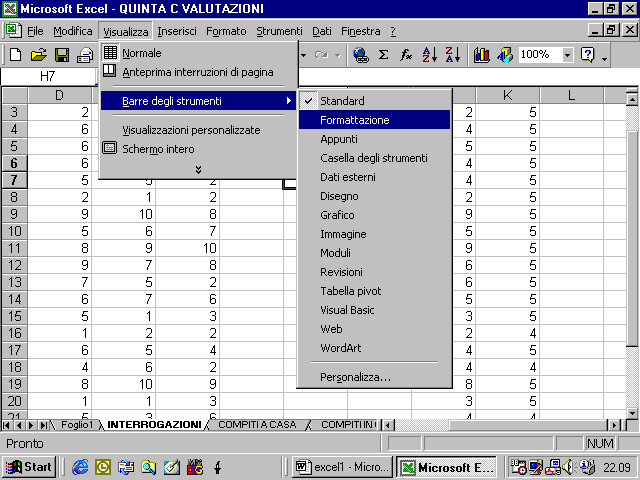 Microsoft Excel - QUINTA C VALUTAZIONI
File Modifica Visualizza Inserisci Formato Strumenti Dati Finestra ?
Normale
Anteprima interruzioni di pagina
Barre degli strumenti
Visualizzazioni personalizzate
Schermo intero
100%
H7
Standard
Formattazione
Appunti
Casella degli strumenti
Dati esterni
Disegno
Grafico
Immagine
Moduli
Revisioni
Tabella pivot
Visual Basic
Web
WordArt
Personalizza...
D K L
3 2 2 5
4 6 4 5
5 6 5 5
6 6 4 5
7 5 5 2 4 5
8 2 1 2 2 5
9 9 10 8 9 5
10 5 6 7 5 5
11 8 9 10 9 5
12 9 7 8 6 5
13 7 5 2 6 5
14 6 7 6 5 5
15 5 1 3 5 5
16 1 2 2 2 4
17 6 5 4 4 5
18 4 6 2 4 4
19 8 10 9 8 5
20 1 1 3 3 4
21 5 3 6 4 4
Foglio1 INTERROGAZIONI COMPITI A CASA COMPITI IN
Pronto NUM
Start excel1 - Micro... Microsoft E... 22.09